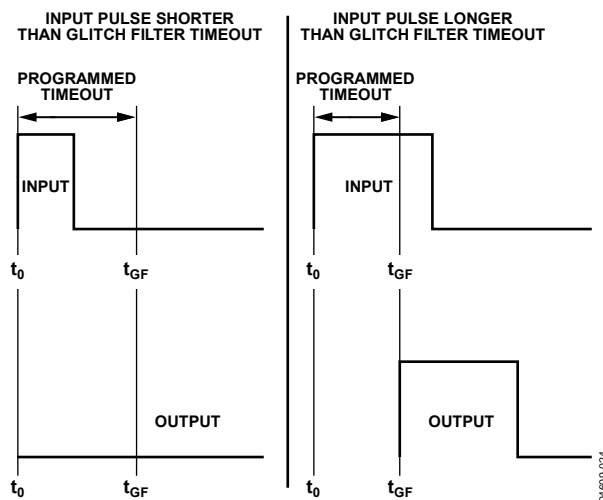 INPUT PULSE SHORTER
THAN GLITCH FILTER TIMEOUT
PROGRAMMED
TIMEOUT
INPUT
t0
tGF
OUTPUT
t0
tGF
INPUT PULSE LONGER
THAN GLITCH FILTER TIMEOUT
PROGRAMMED
TIMEOUT
INPUT
t0
tGF
OUTPUT
t0
tGF